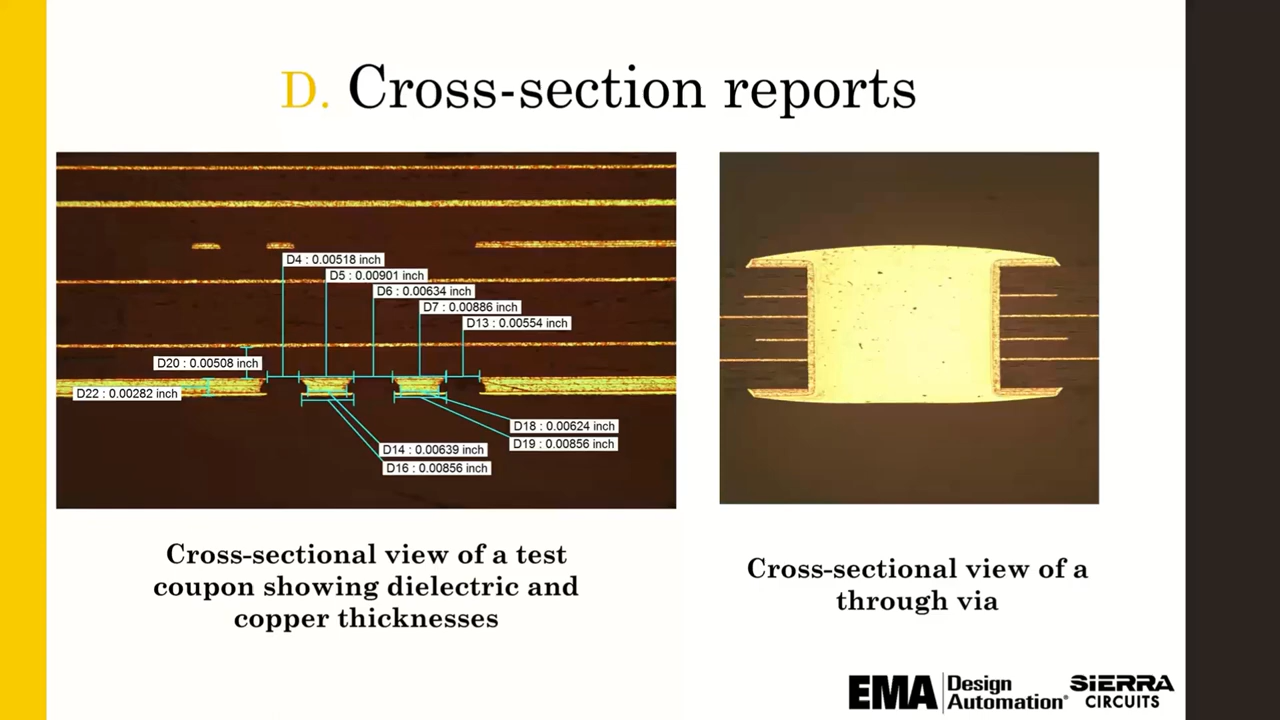 D. Cross-section reports
D4 : 0.00518 inch
D5 : 0.00901 inch
D6 : 0.00634 inch
D7 : 0.00886 inch
D13 : 0.00554 inch
D20 : 0.00508 inch
D22 : 0.00282 inch
D18 : 0.00624 inch
D19 : 0.00856 inch
D14 : 0.00639 inch
D16 : 0.00856 inch
Cross-sectional view of a test
coupon showing dielectric and
copper thicknesses
Cross-sectional view of a
through via
EMA Design
Automation®
SIERRA
CIRCUITS